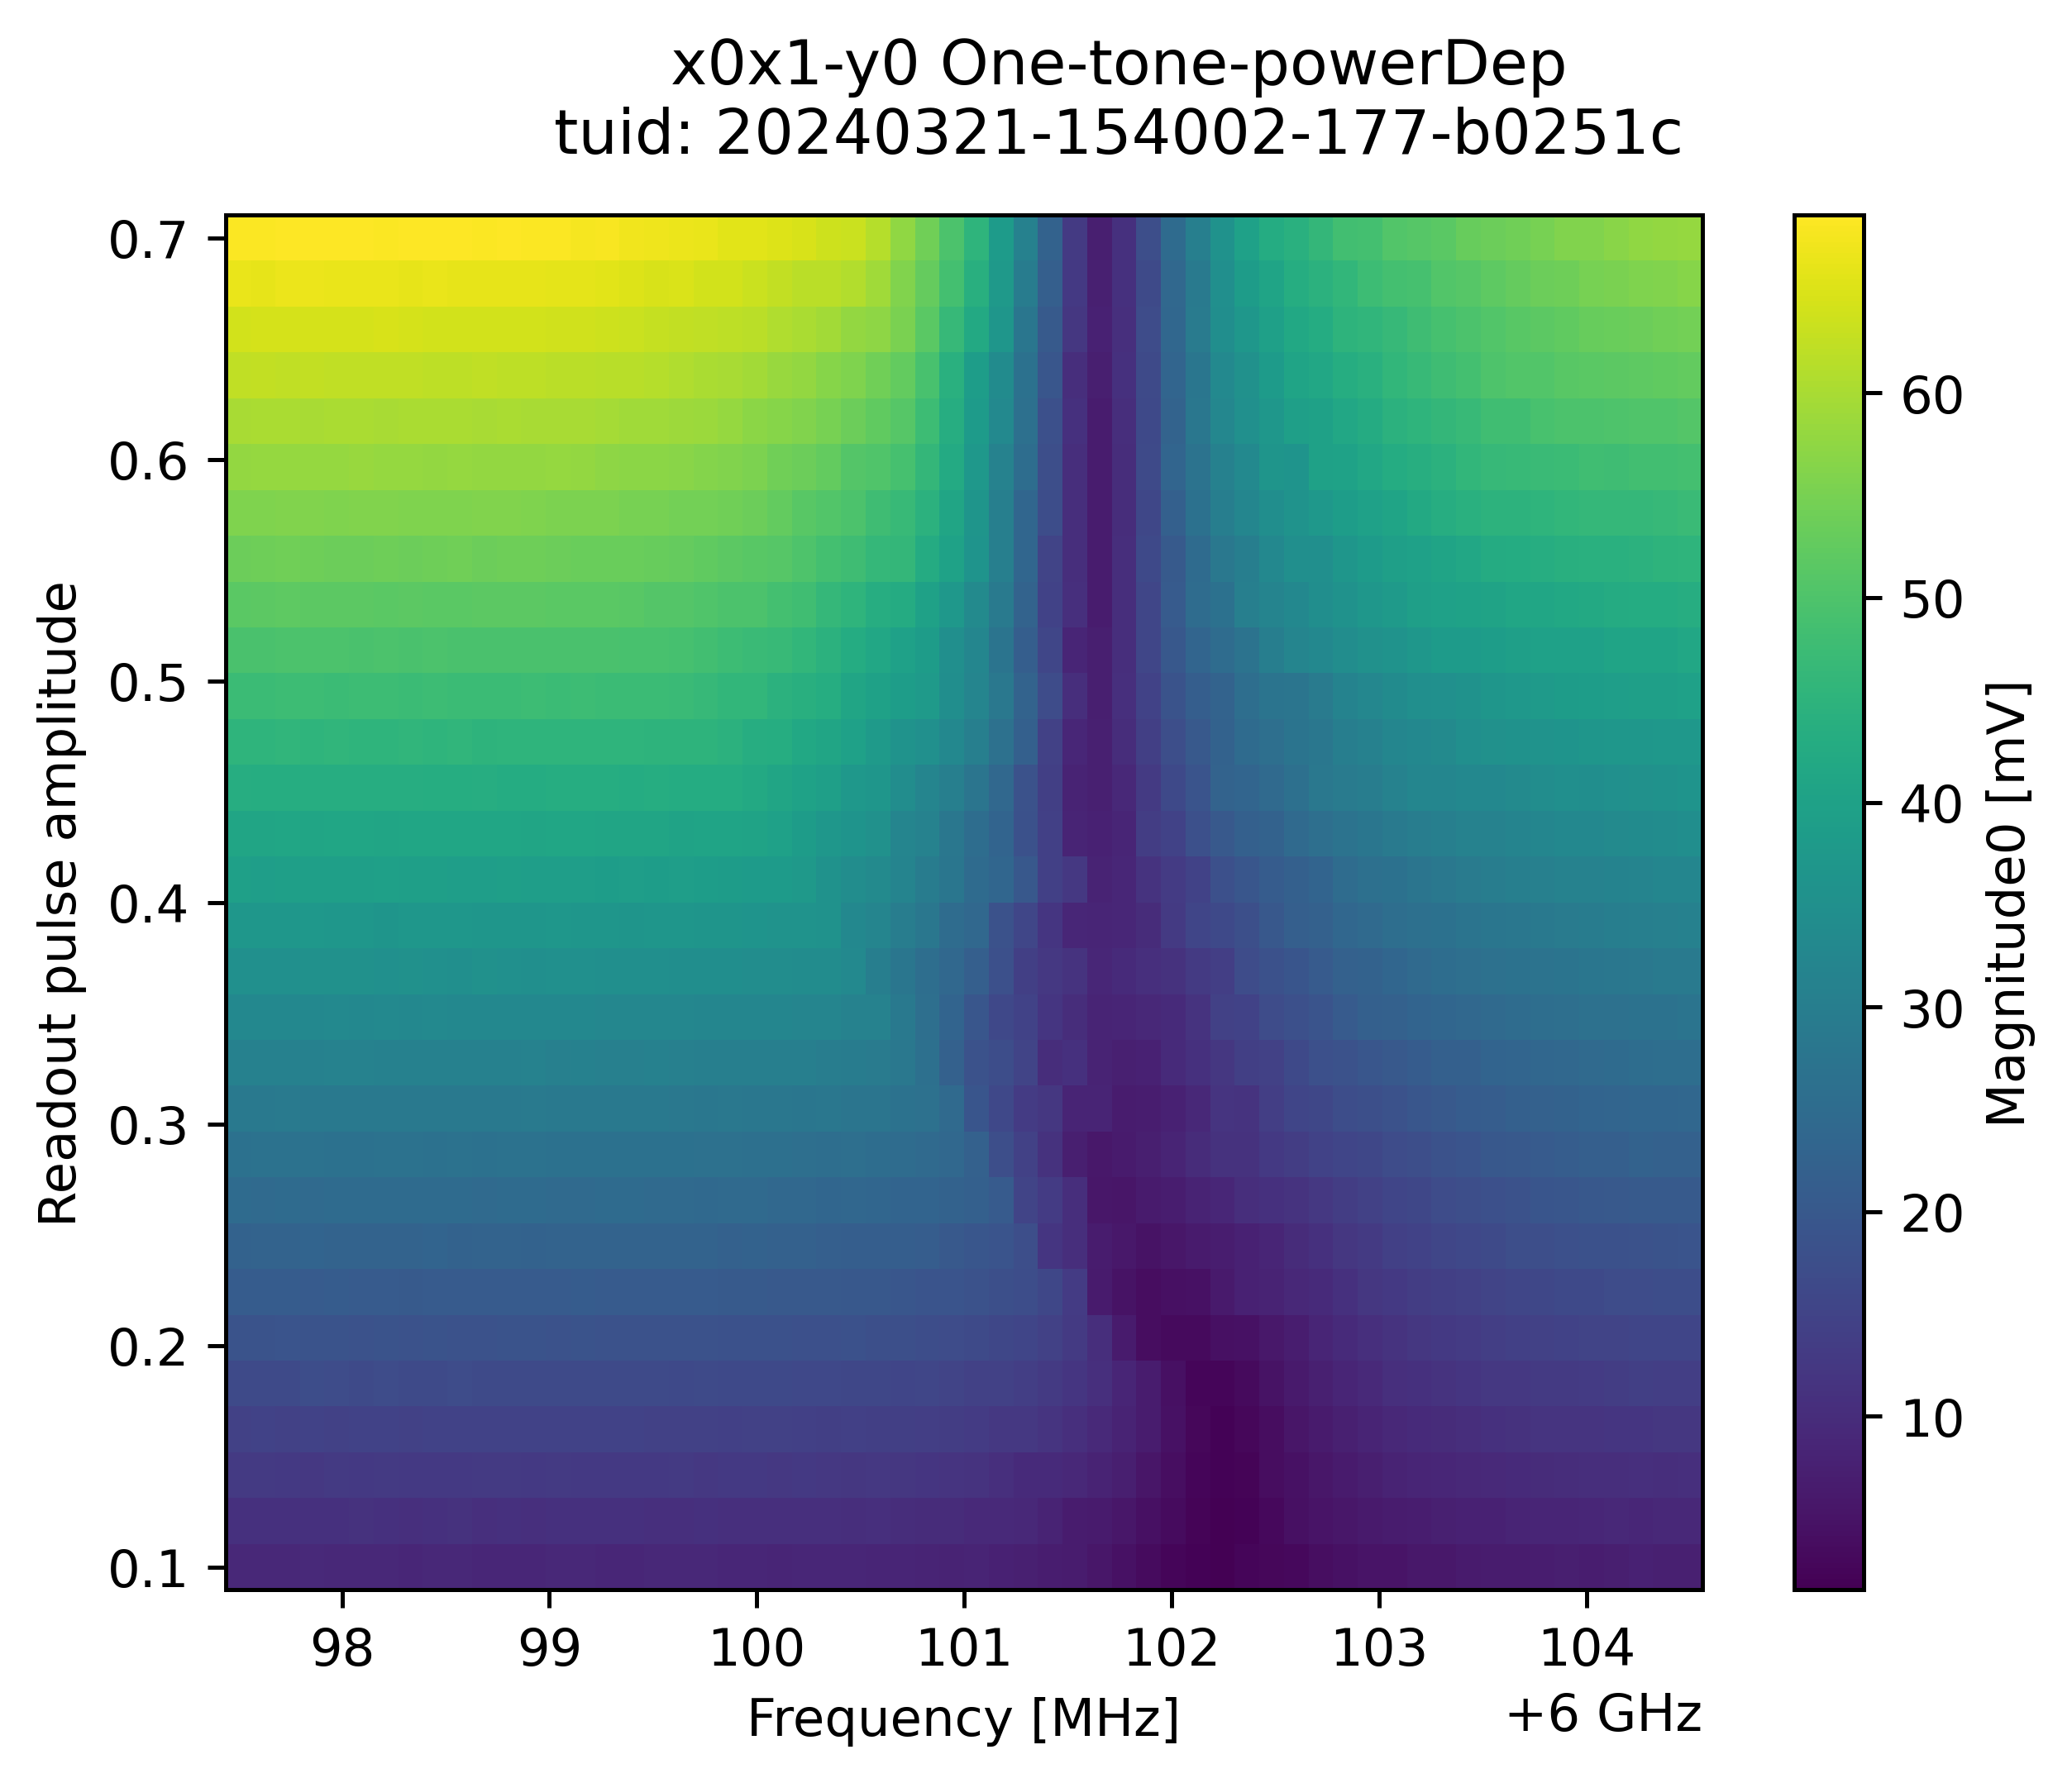 x0x1-y0 One-tone-powerDep
tuid: 20240321-154002-177-b0251c
Readout pulse amplitude
0.7
0.6
0.5
0.4
0.3
0.2
0.1
98 99 100 101 102 103 104
Frequency [MHz]
+6 GHz
60
50
40
30
20
10
Magnitude0 [mV]